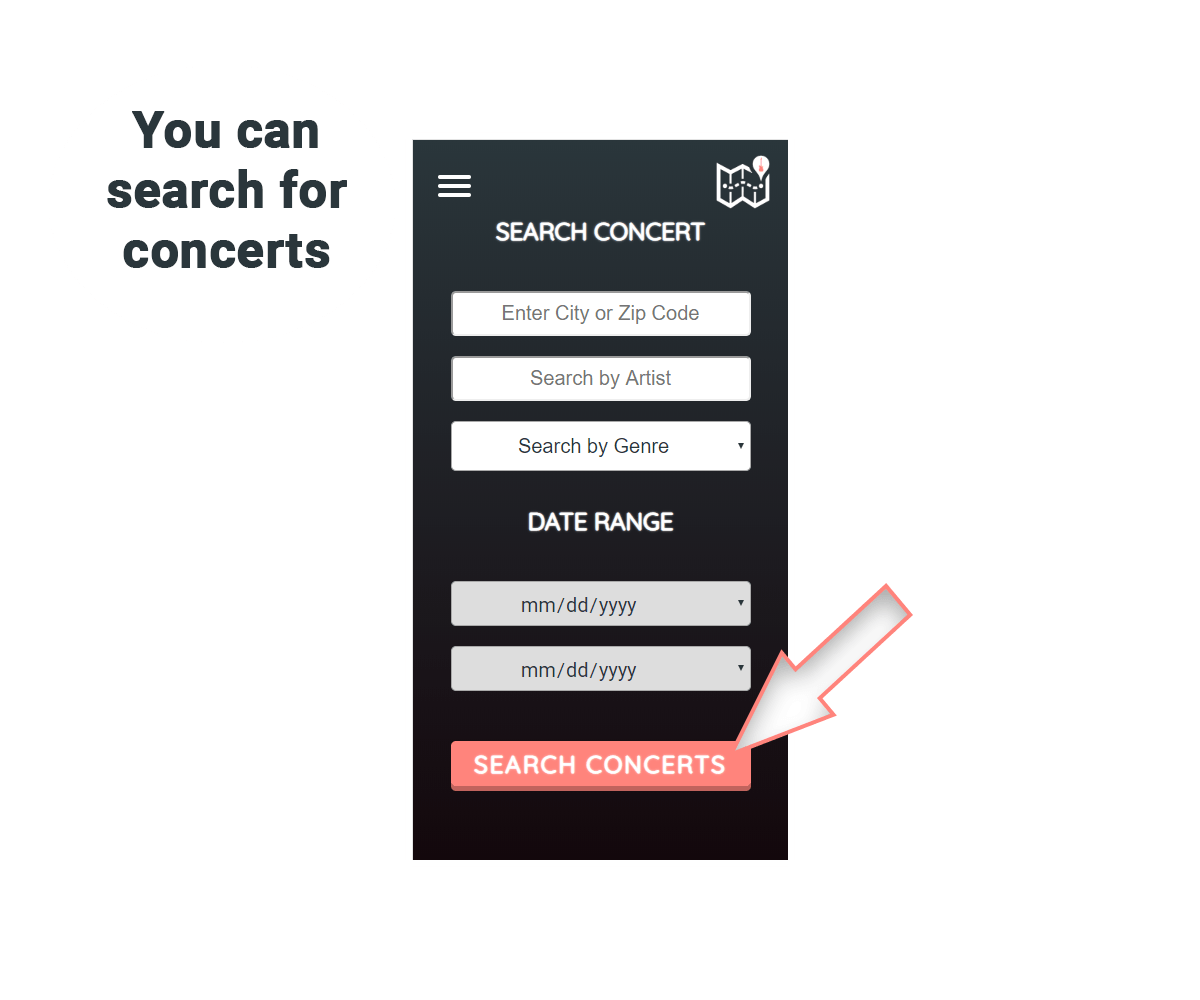 You can
search for
concerts
SEARCH CONCERT
Enter City or Zip Code
Search by Artist
Search by Genre
DATE RANGE
mm/dd/yyyy
mm/dd/yyyy
SEARCH CONCERTS